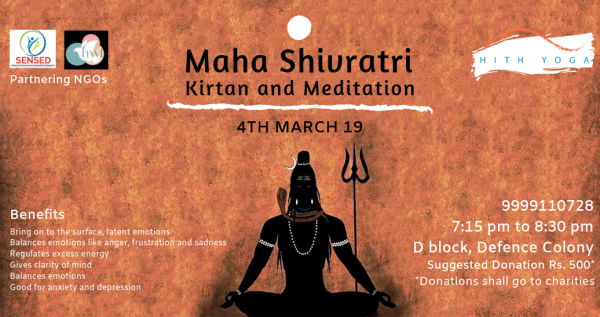 SENSED
Partnering NGOs
Maha Shivratri
Kirtan and Meditation
4TH MARCH 19
HITH YOGA
Benefits
Bring on to the surface, latent emotions
Balances emotions like anger, frustration and sadness
Regulates excess energy
Gives clarity of mind
Balances emotions
Good for anxiety and depression
9999110728
7:15 pm to 8:30 pm
D block, Defence Colony
Suggested Donation Rs. 500*
*Donations shall go to charities